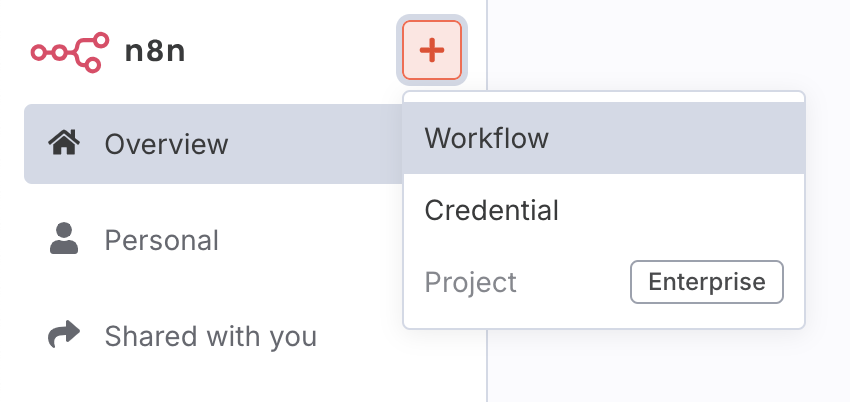 n8n
Overview
Personal
Shared with you
Workflow
Credential
Project Enterprise